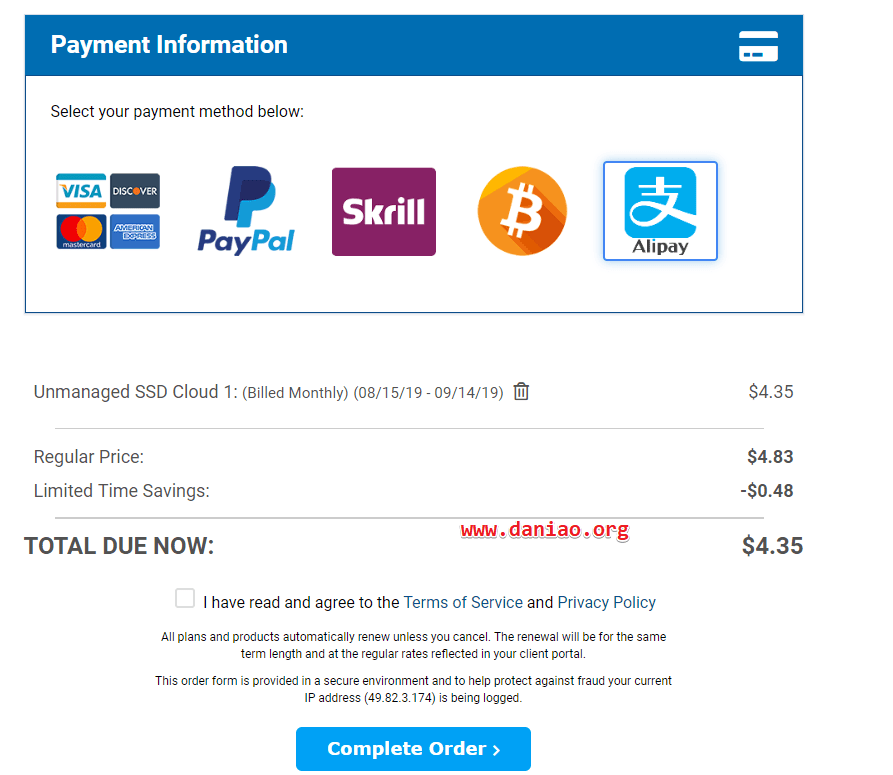 Payment Information
Select your payment method below:
VISA DISCOVER
mastercard AMERICAN EXPRESS
PayPal
Skrill
支
Alipay
Unmanaged SSD Cloud 1: (Billed Monthly) (08/15/19 - 09/14/19) $4.35
Regular Price: $4.83
Limited Time Savings: -$0.48
www.daniao.org
TOTAL DUE NOW: $4.35
I have read and agree to the Terms of Service and Privacy Policy
All plans and products automatically renew unless you cancel. The renewal will be for the same
term length and at the regular rates reflected in your client portal.
This order form is provided in a secure environment and to help protect against fraud your current
IP address (49.82.3.174) is being logged.
Complete Order ›